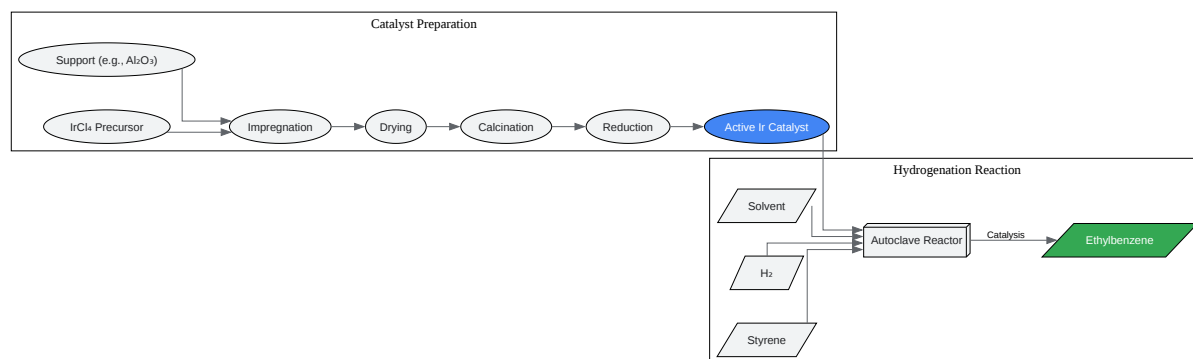 Catalyst Preparation
Support (e.g., Al₂O₃)
IrCl₄ Precursor
Impregnation
Drying
Calcination
Reduction
Active Ir Catalyst
Hydrogenation Reaction
Solvent
Autoclave Reactor
Catalysis
Ethylbenzene
H₂
Styrene